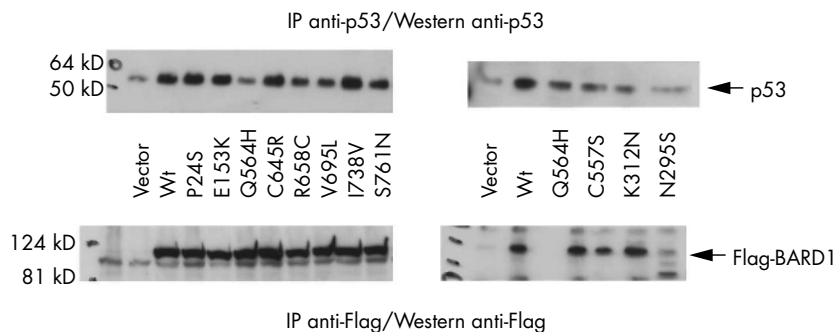 IP anti-p53/Western anti-p53
64 kD
50 kD
p53
Vector
Wt
P24S
E153K
Q564H
C645R
R658C
V695L
I738V
S761N
Vector
Wt
Q564H
C557S
K312N
N295S
124 kD
81 kD
Flag-BARD1
IP anti-Flag/Western anti-Flag